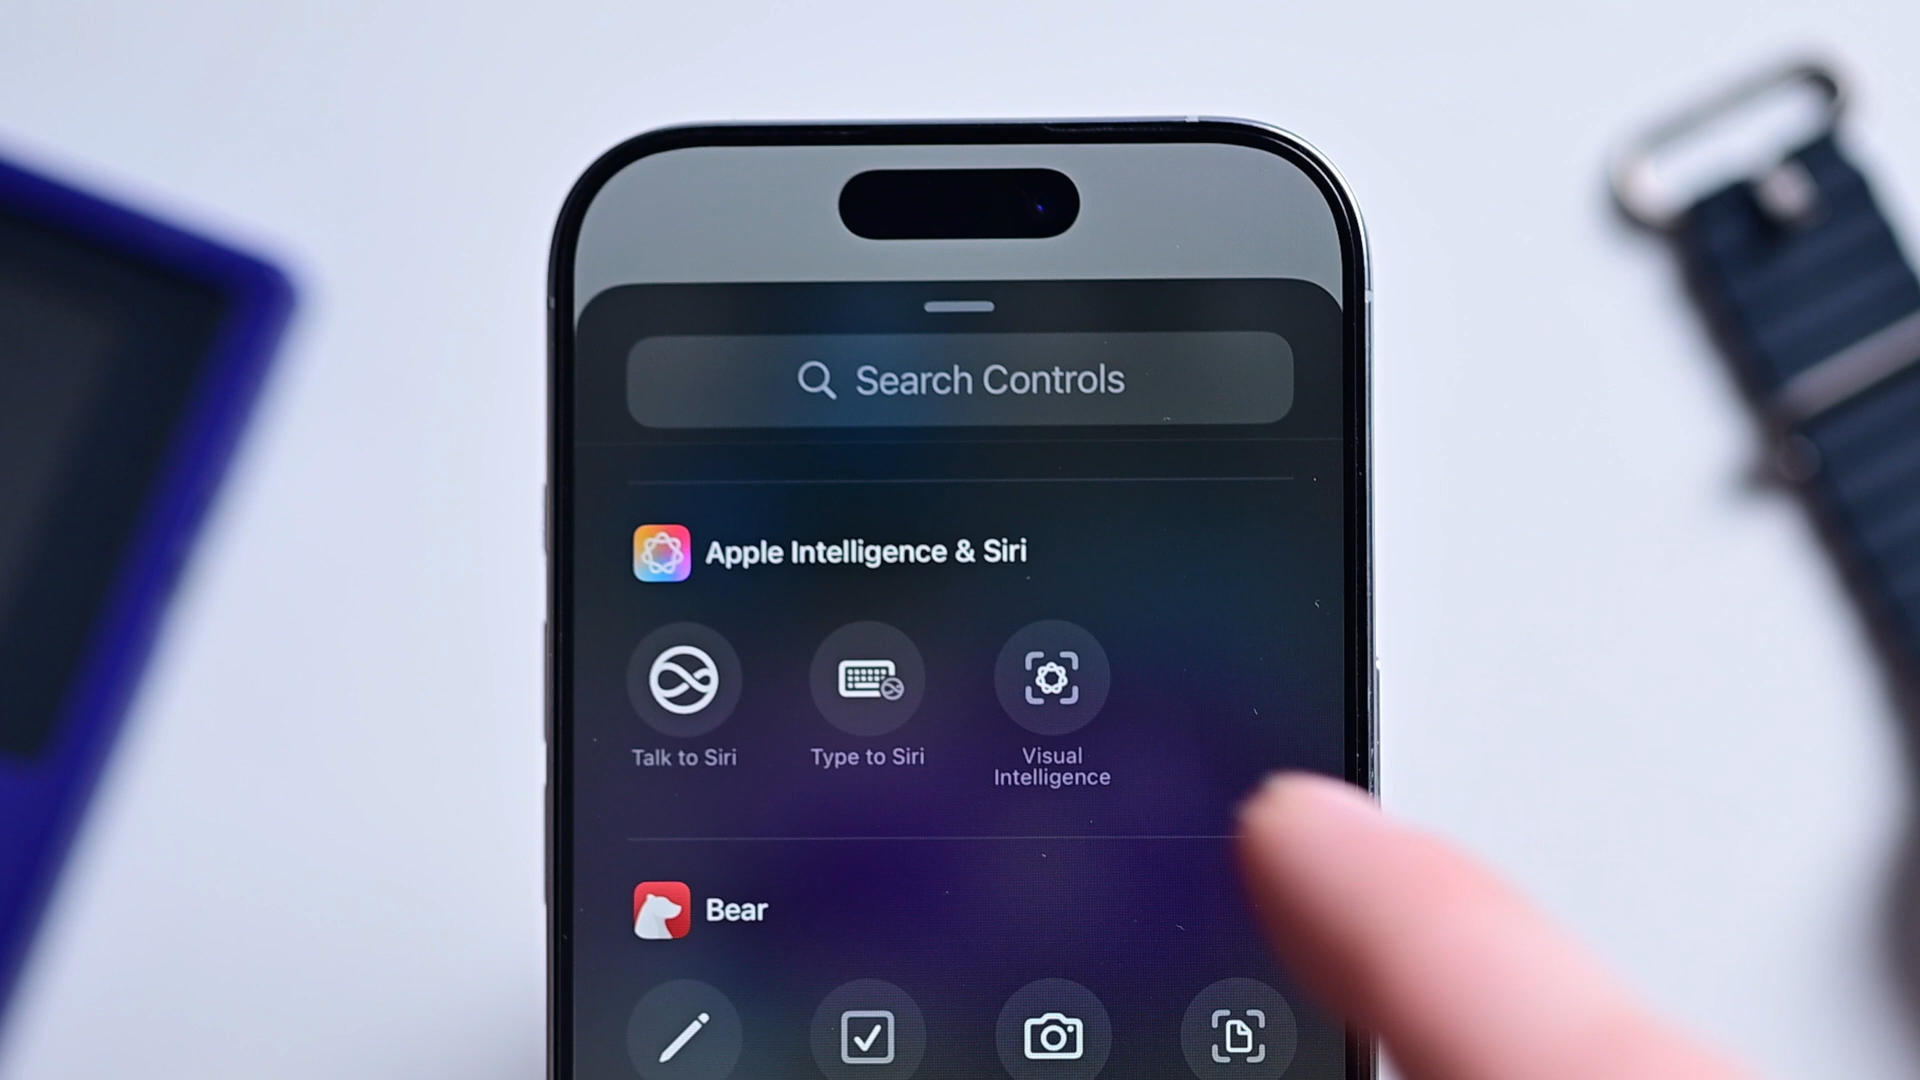 Search Controls
Apple Intelligence & Siri
Talk to Siri
Type to Siri
Visual
Intelligence
Bear